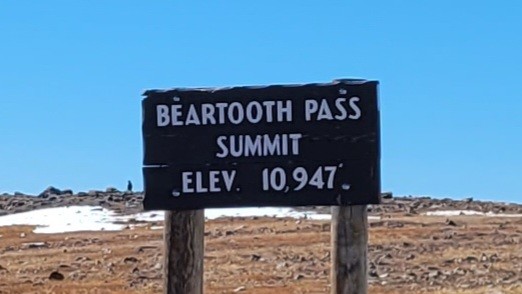 BEARTOOTH PASS
SUMMIT
ELEV. 10,947'